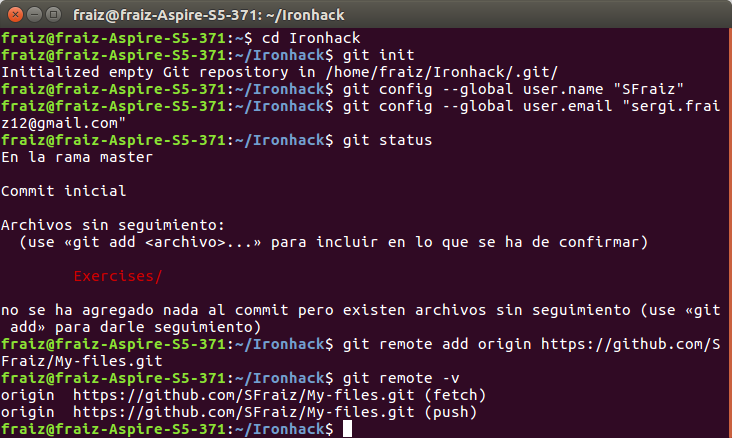 fraiz@fraiz-Aspire-S5-371: ~/Ironhack
fraiz@fraiz-Aspire-S5-371:~$ cd Ironhack
fraiz@fraiz-Aspire-S5-371:~/Ironhack$ git init
Initialized empty Git repository in /home/fraiz/Ironhack/.git/
fraiz@fraiz-Aspire-S5-371:~/Ironhack$ git config --global user.name "SFraiz"
fraiz@fraiz-Aspire-S5-371:~/Ironhack$ git config --global user.email "sergi.frai
z12@gmail.com"
fraiz@fraiz-Aspire-S5-371:~/Ironhack$ git status
En la rama master
Commit inicial
Archivos sin seguimiento:
(use «git add <archivo>...» para incluir en lo que se ha de confirmar)
Exercises/
no se ha agregado nada al commit pero existen archivos sin seguimiento (use «git
add» para darle seguimiento)
fraiz@fraiz-Aspire-S5-371:~/Ironhack$ git remote add origin https://github.com/S
Fraiz/My-files.git
fraiz@fraiz-Aspire-S5-371:~/Ironhack$ git remote -v
origin  https://github.com/SFraiz/My-files.git (fetch)
origin  https://github.com/SFraiz/My-files.git (push)
fraiz@fraiz-Aspire-S5-371:~/Ironhack$